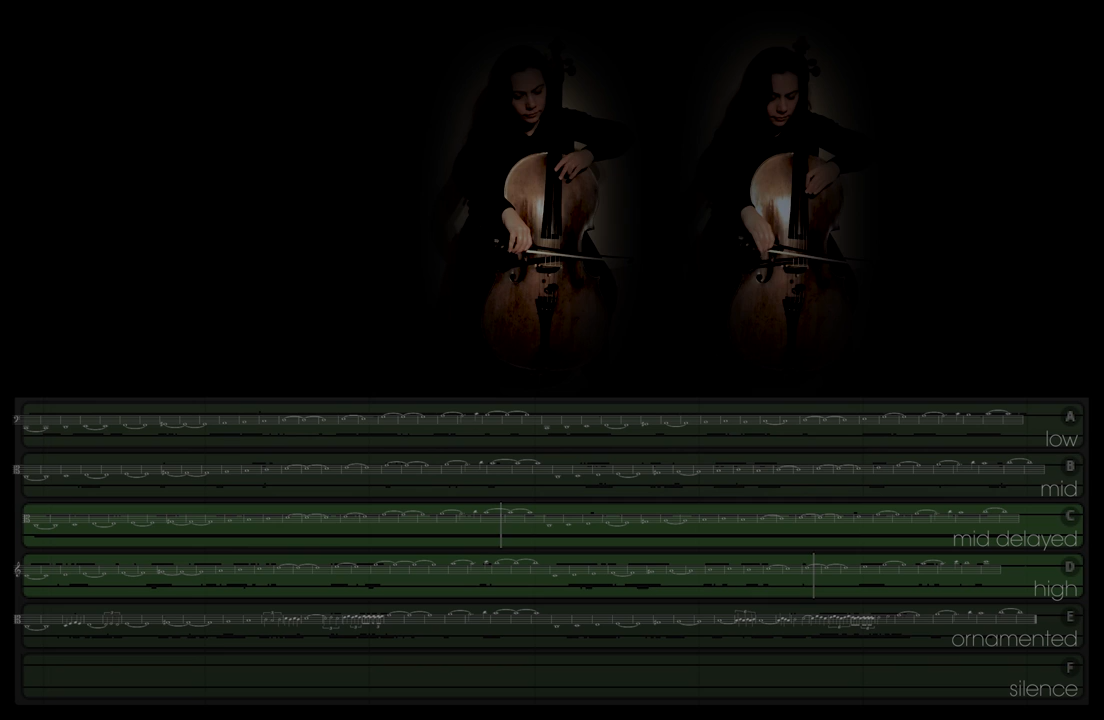 A
low
B
mid
C
mid delayed
D
high
E
ornamented
F
silence